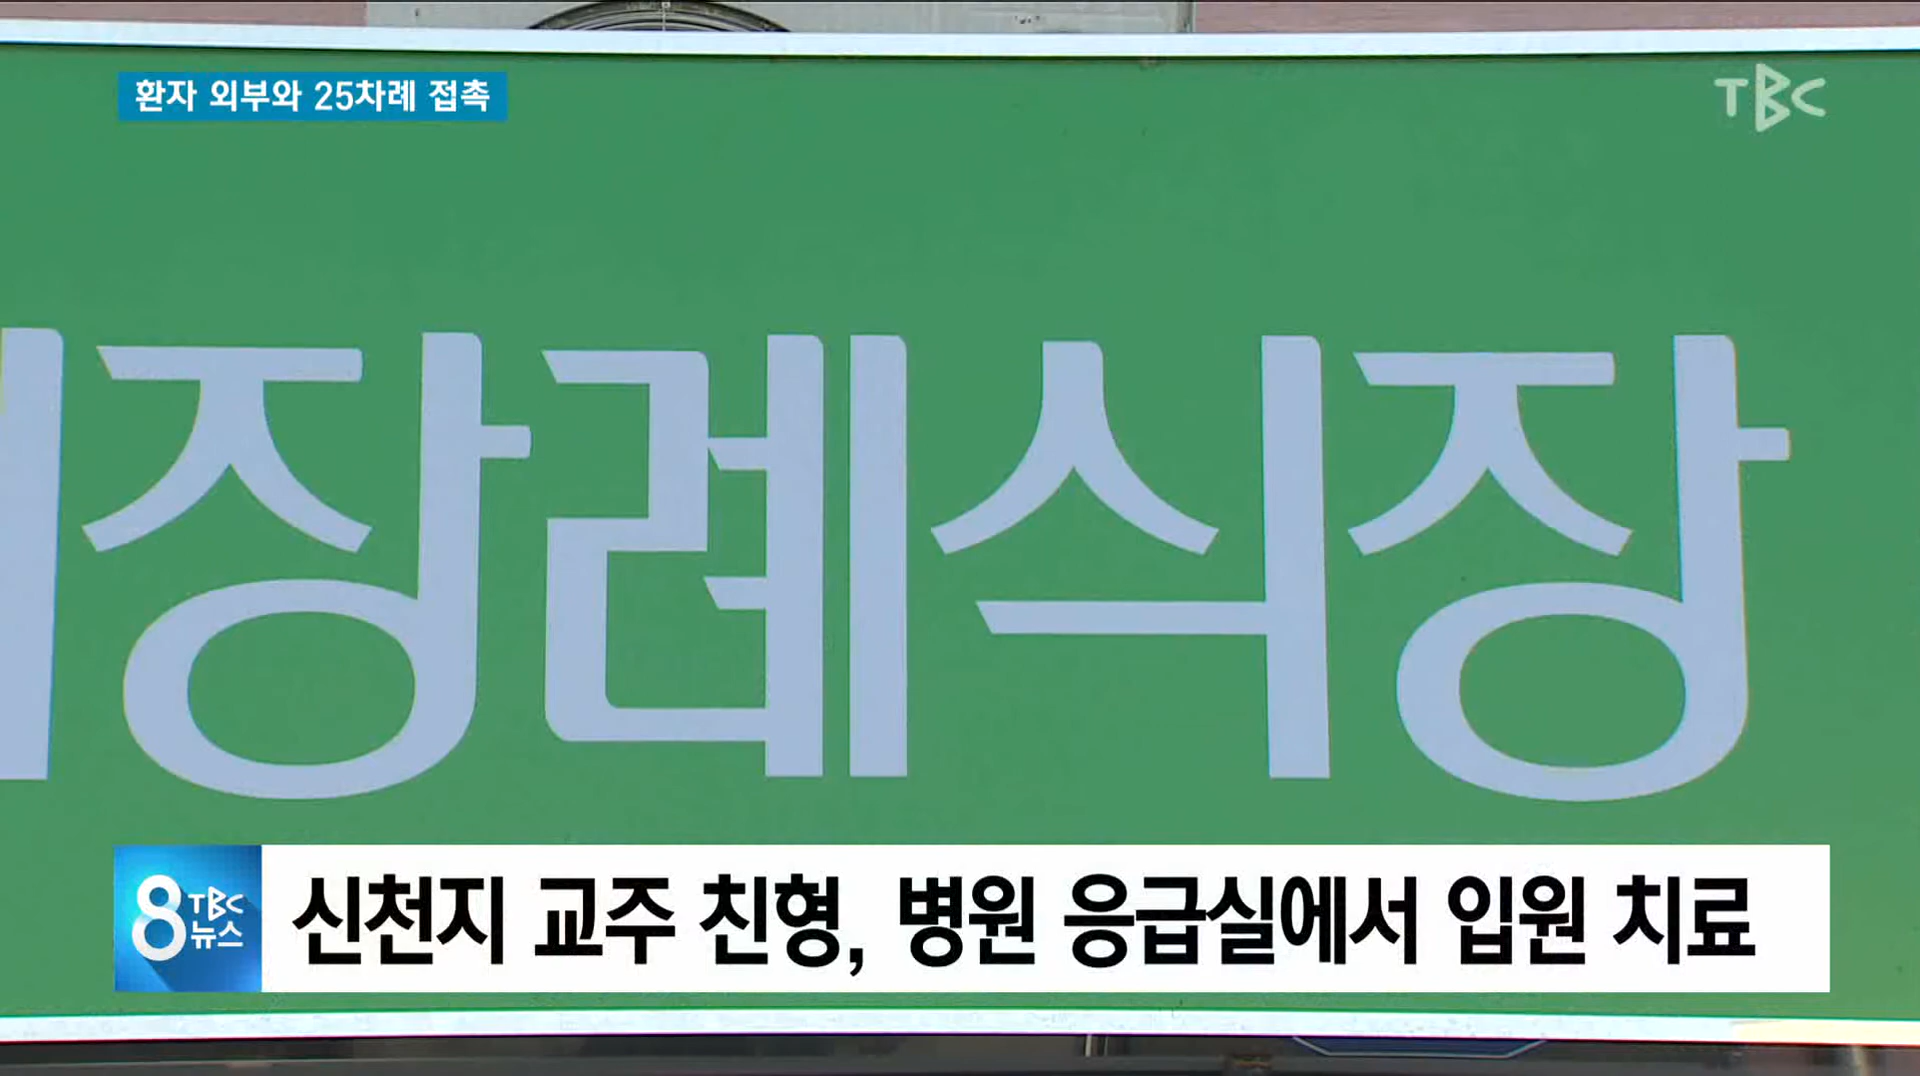 환자 외부와 25차례 접촉
TBC
장례식장
8 TBC 뉴스
신천지 교주 친형, 병원 응급실에서 입원 치료